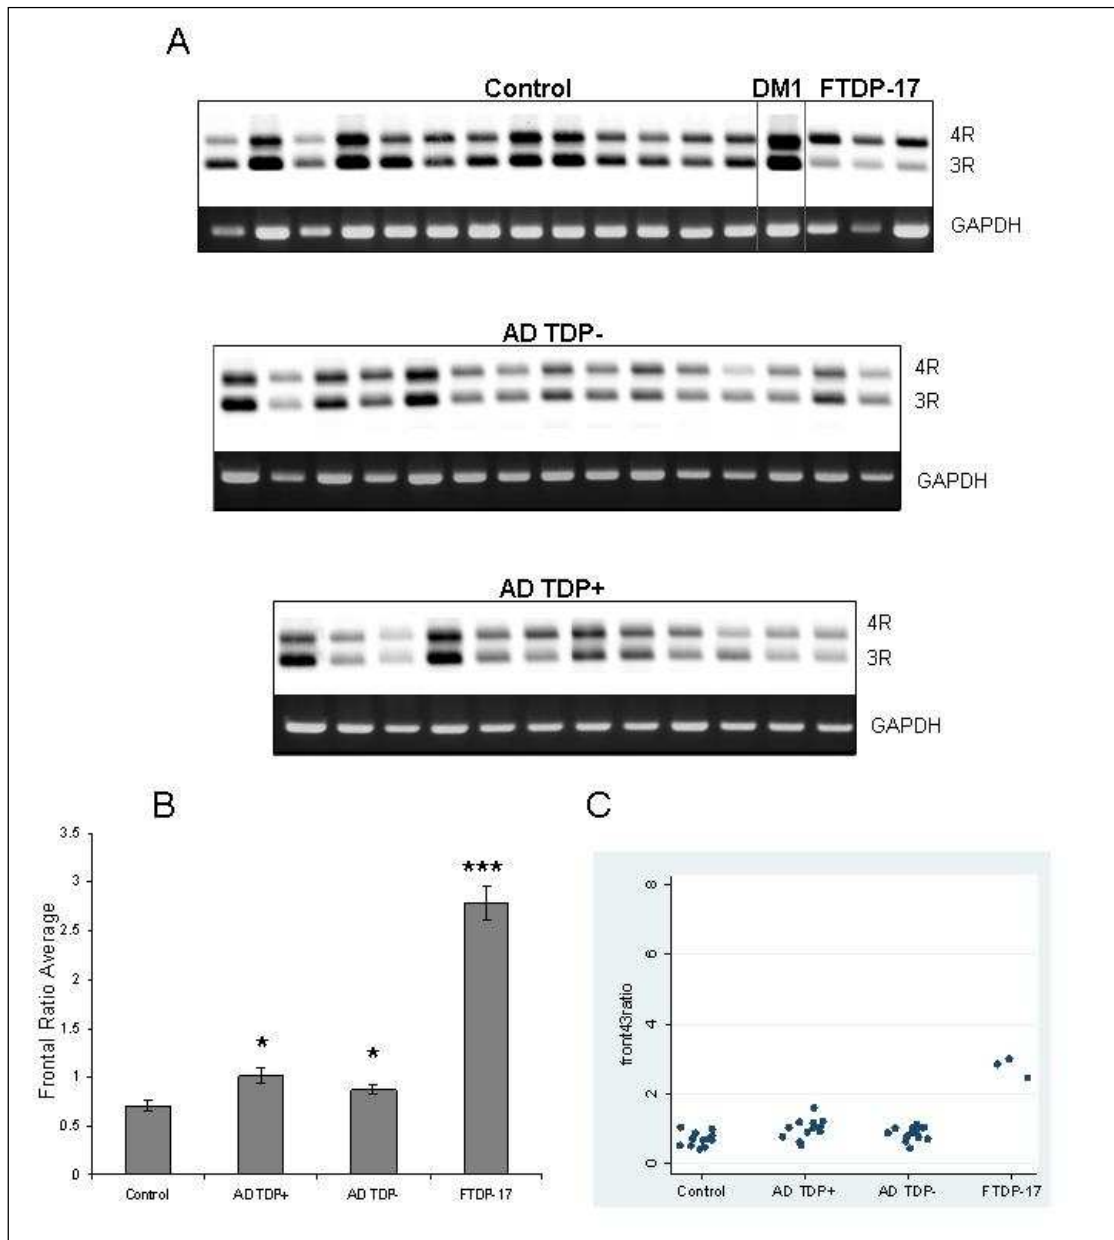 A
Control DM1 FTDP-17
4R
3R
GAPDH
AD TDP-
4R
3R
GAPDH
AD TDP+
4R
3R
GAPDH
B
Frontal Ratio Average
3.5
3
2.5
2
1.5
1
0.5
0
*
*
***
Control AD TDP+ AD TDP- FTDP-17
C
front43ratio
8
6
4
2
0
Control AD TDP+ AD TDP- FTDP-17